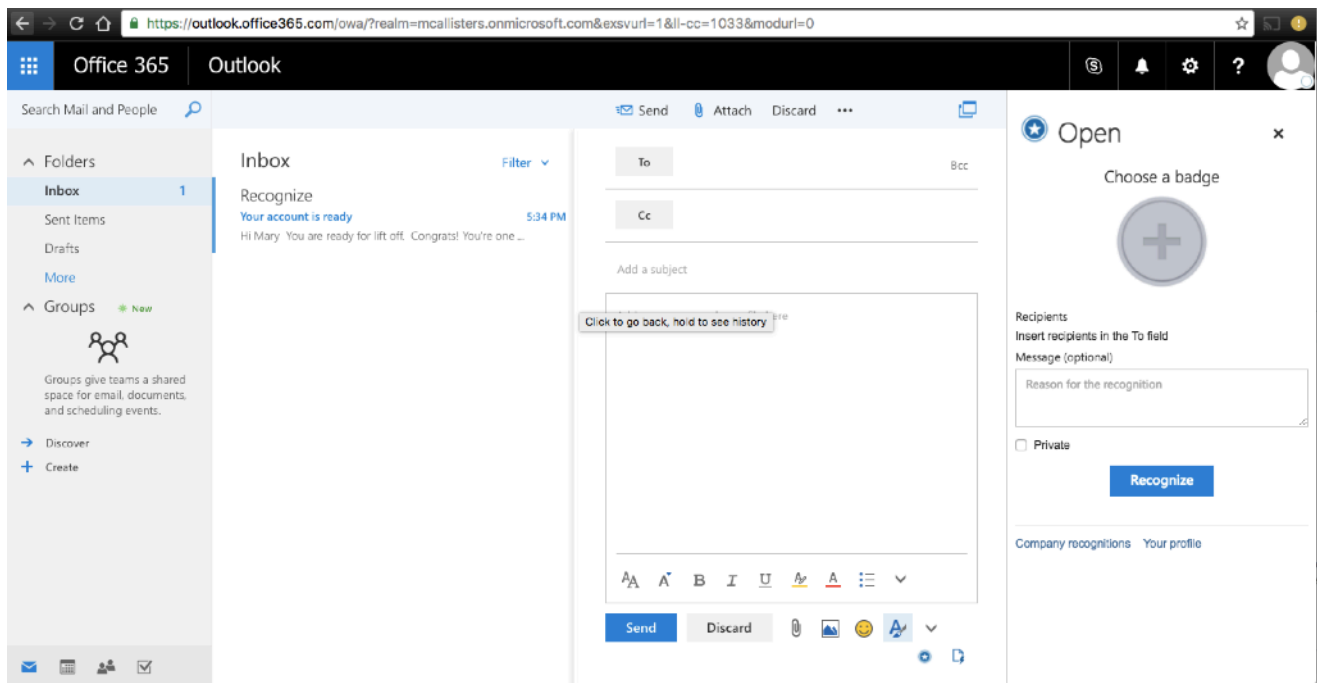 https://outlook.office365.com/owa/?realm=mcallisters.onmicrosoft.com&exsvurl=1&ll-cc=1033&modurl=0
Office 365
Outlook
?
Search Mail and People
Folders
Inbox 1
Sent Items
Drafts
More
Groups New
Groups give teams a shared
space for email, documents,
and scheduling events.
Discover
Create
Inbox
Filter
Recognize
Your account is ready 5:34 PM
Hi Mary You are ready for lift off. Congrats! You're one ...
Send Attach Discard •••
To
Bcc
Cc
Add a subject
here
Click to go back, hold to see history
B I U A
Send Discard
Open
Choose a badge
Recipients
Insert recipients in the To field
Message (optional)
Reason for the recognition
Private
Recognize
Company recognitions Your profile